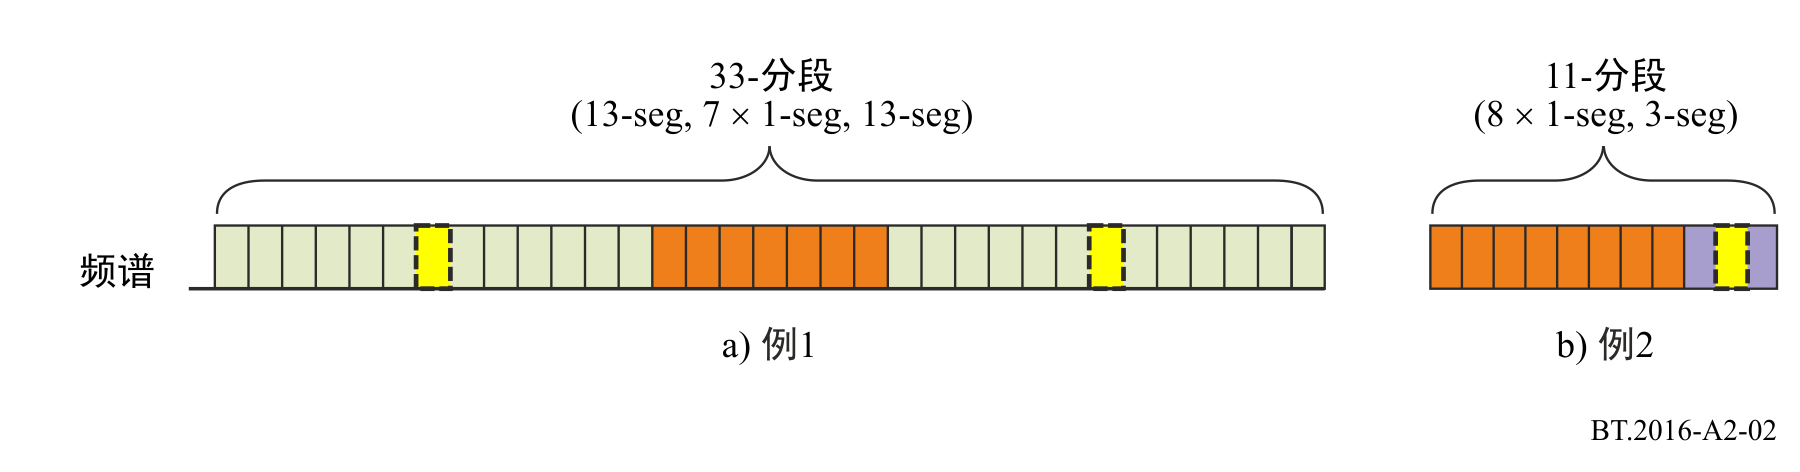 33-分段
(13-seg, 7 × 1-seg, 13-seg)
11-分段
(8 × 1-seg, 3-seg)
频谱
a) 例1
b) 例2
BT.2016-A2-02